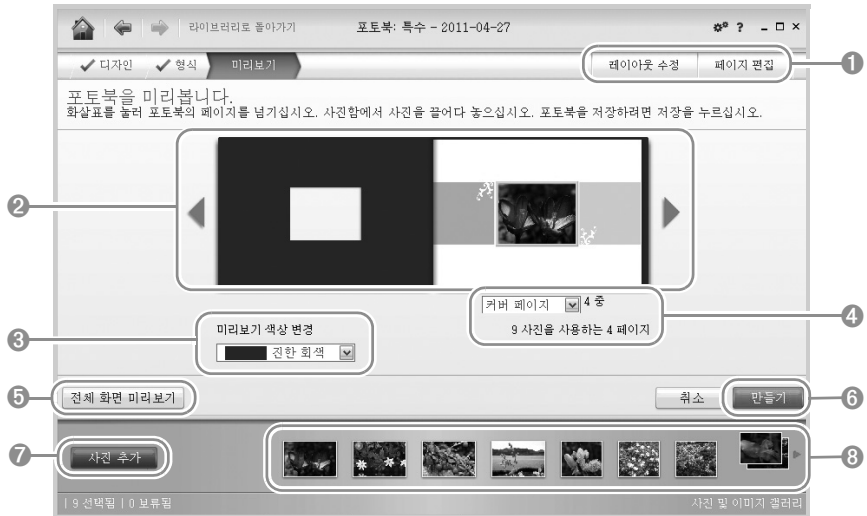 라이브러리로 돌아가기 포토북: 특수 - 2011-04-27 ?
디자인 형식 미리보기 레이아웃 수정 페이지 편집 1
포토북을 미리봅니다.
화살표를 눌러 포토북의 페이지를 넘기십시오. 사진함에서 사진을 끌어다 놓으십시오. 포토북을 저장하려면 저장을 누르십시오.
2
커버 페이지 4 중
9 사진을 사용하는 4 페이지
4
미리보기 색상 변경
진한 회색
3
5 전체 화면 미리보기 취소 만들기 6
7 사진 추가 8
| 9 선택됨 | 0 보류됨 사진 및 이미지 갤러리